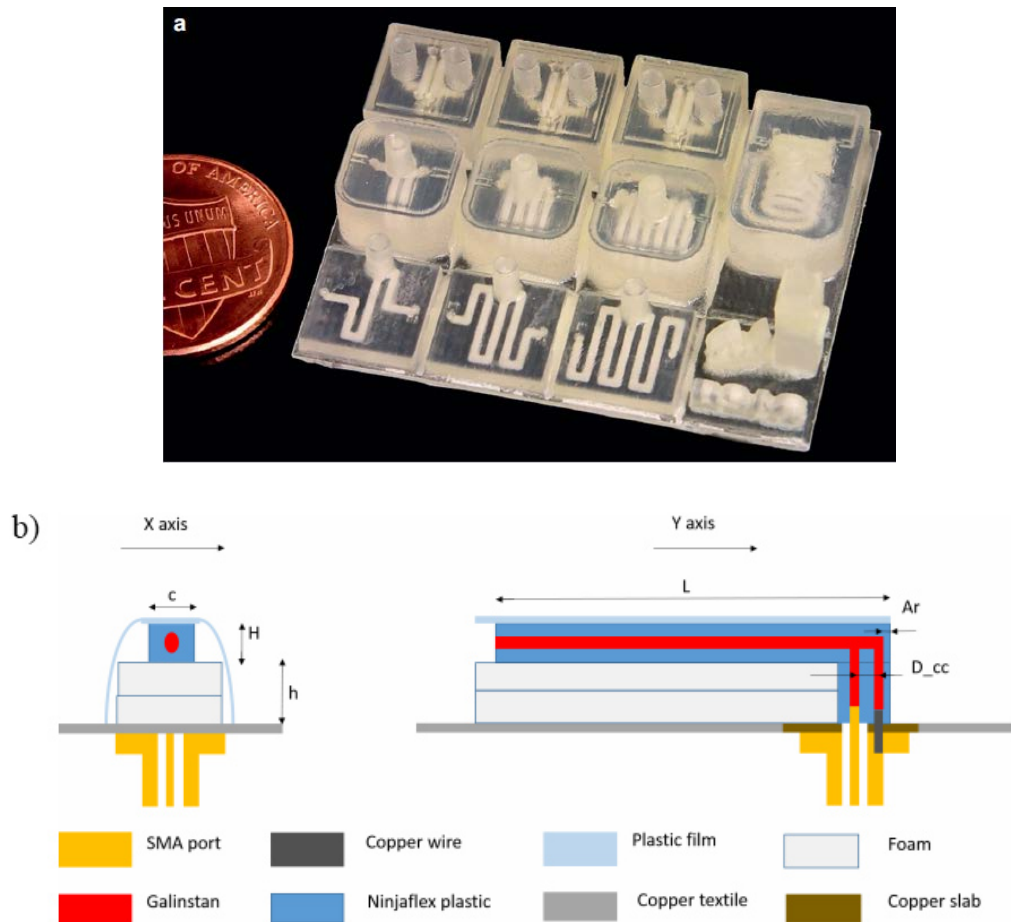 a
OF AMERICA
UNUM
CENT
b)
X axis
Y axis
c
L
Ar
H
D_cc
h
SMA port
Copper wire
Plastic film
Foam
Galinstan
Ninjaflex plastic
Copper textile
Copper slab